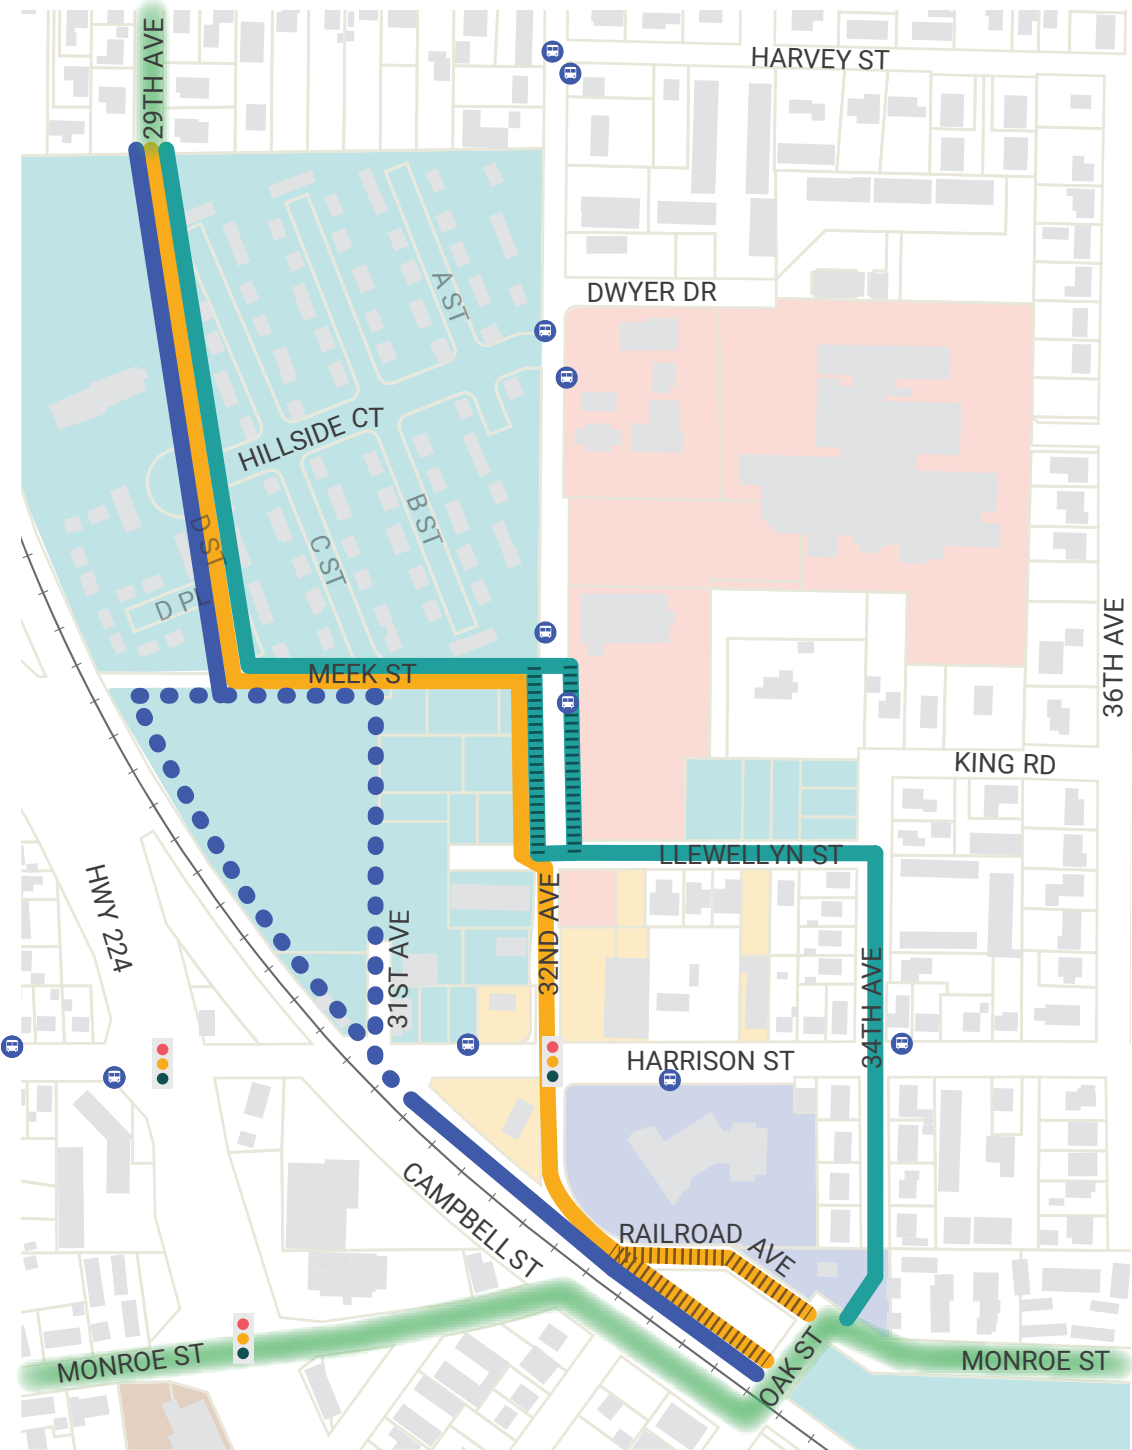 29TH AVE
HARVEY ST
A ST
DWYER DR
HILLSIDE CT
B ST
D ST
C ST
D PL
MEEK ST
36TH AVE
KING RD
LLEWELLYN ST
HWY 224
31ST AVE
32ND AVE
34TH AVE
HARRISON ST
CAMPBELL ST
RAILROAD AVE
OAK ST
MONROE ST
MONROE ST